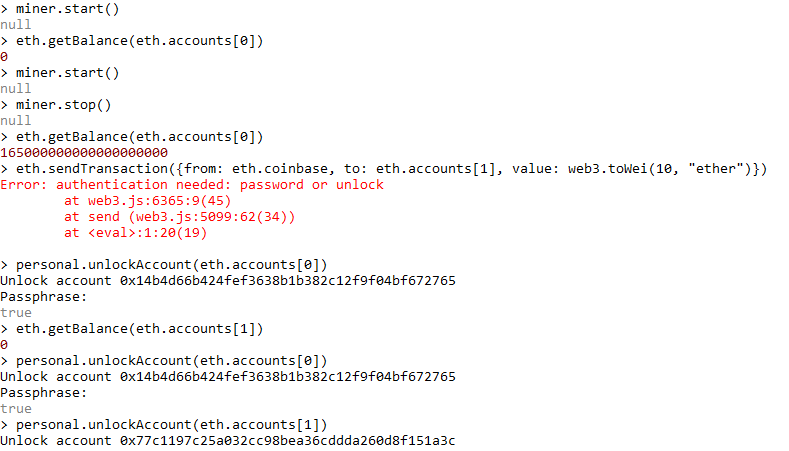 > miner.start()
null
> eth.getBalance(eth.accounts[0])
0
> miner.start()
null
> miner.stop()
null
> eth.getBalance(eth.accounts[0])
165000000000000000000
> eth.sendTransaction({from: eth.coinbase, to: eth.accounts[1], value: web3.toWei(10, "ether")})
Error: authentication needed: password or unlock
at web3.js:6365:9(45)
at send (web3.js:5099:62(34))
at <eval>:1:20(19)
> personal.unlockAccount(eth.accounts[0])
Unlock account 0x14b4d66b424fef3638b1b382c12f9f04bf672765
Passphrase:
true
> eth.getBalance(eth.accounts[1])
0
> personal.unlockAccount(eth.accounts[0])
Unlock account 0x14b4d66b424fef3638b1b382c12f9f04bf672765
Passphrase:
true
> personal.unlockAccount(eth.accounts[1])
Unlock account 0x77c1197c25a032cc98bea36cddda260d8f151a3c